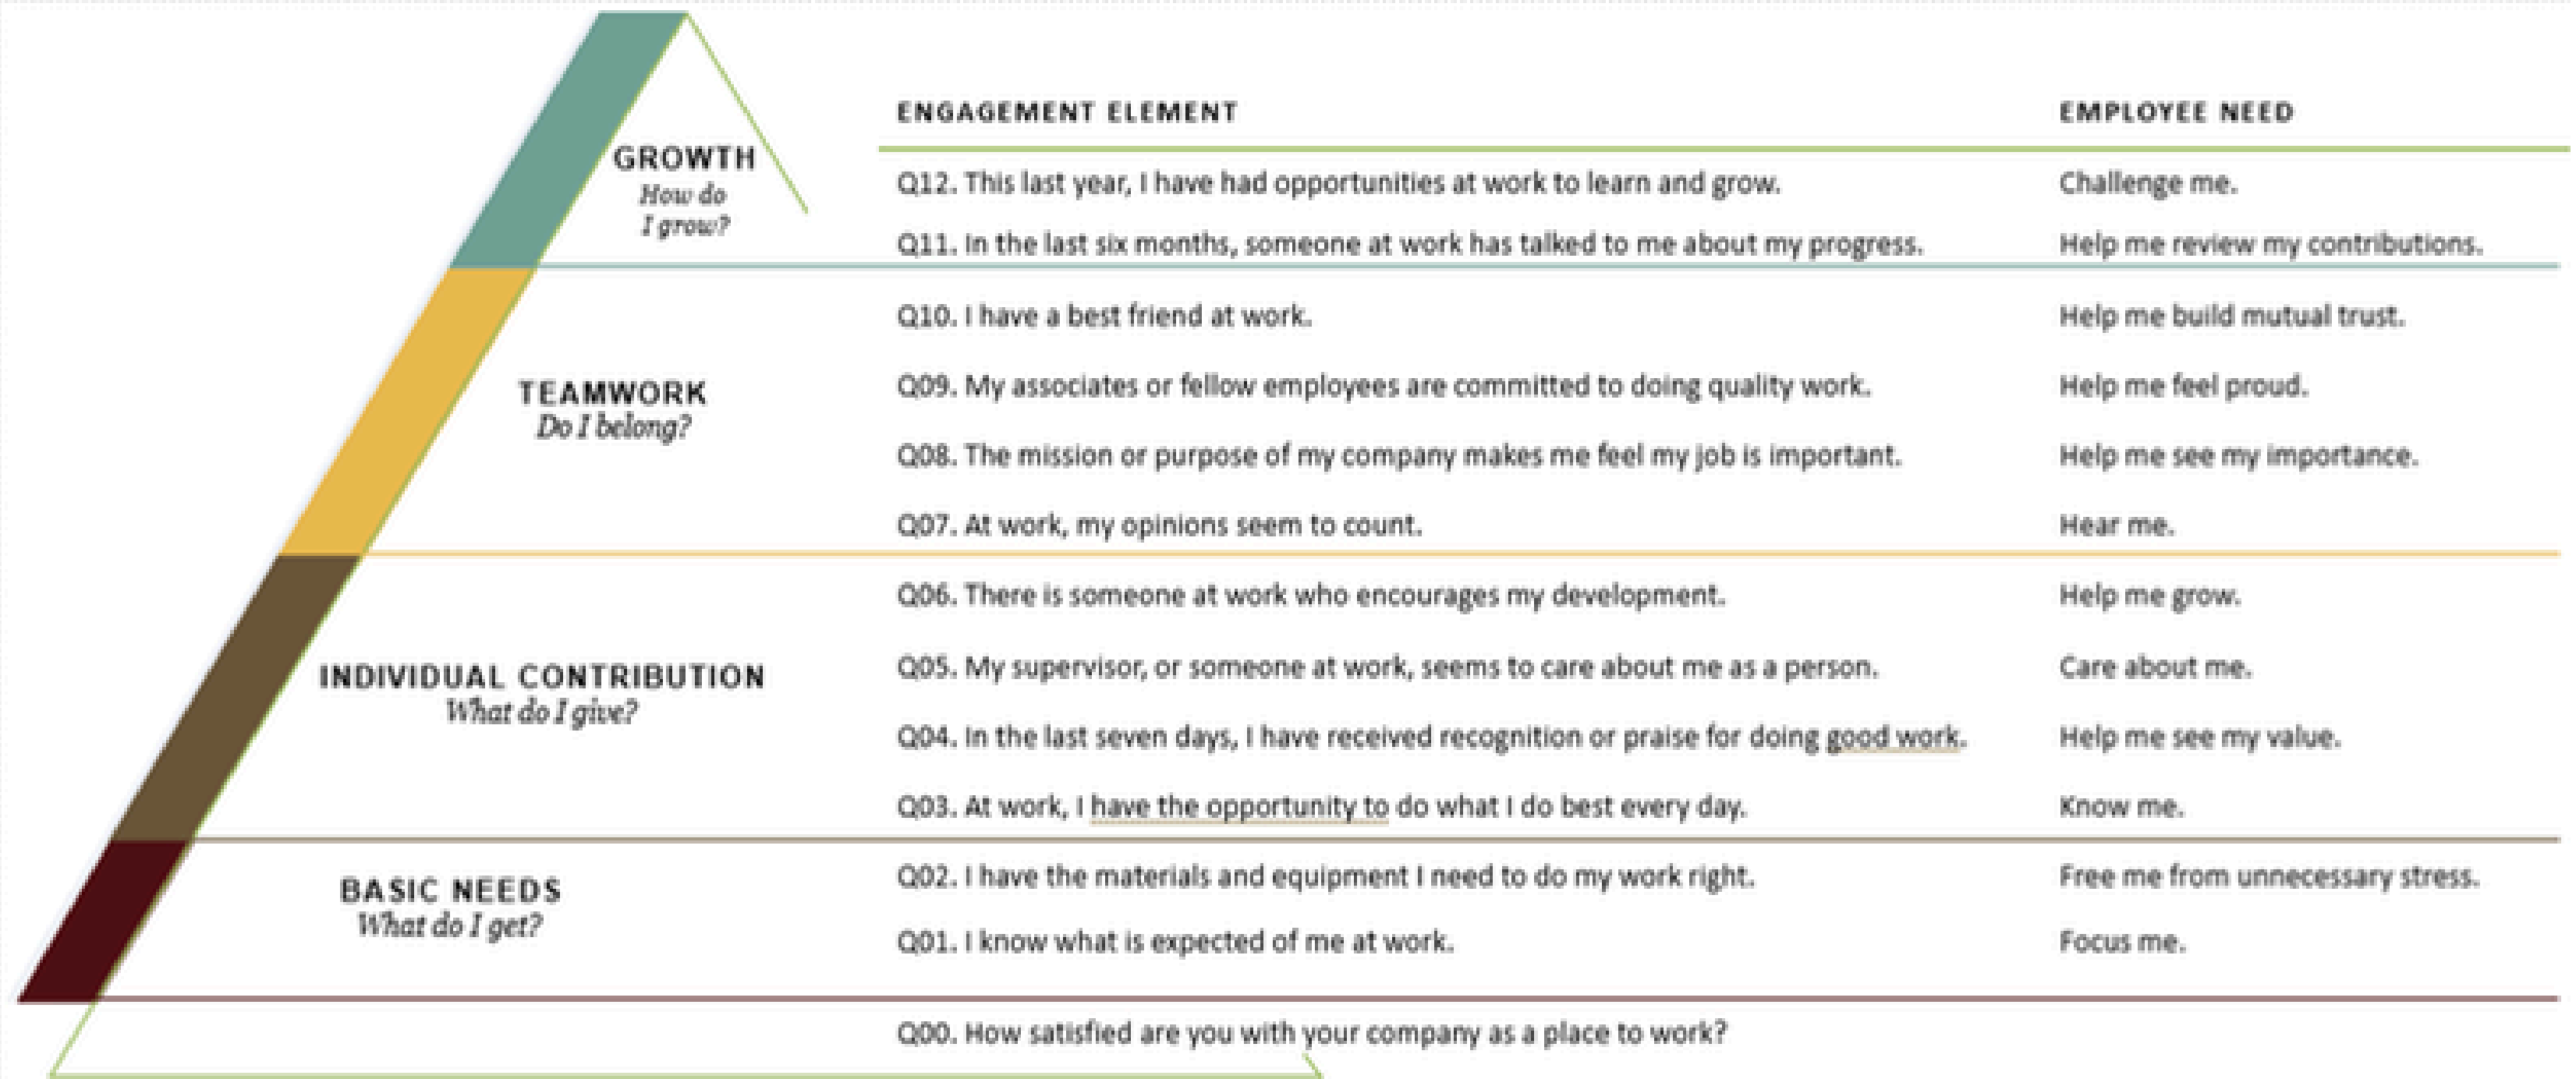 ENGAGEMENT ELEMENT EMPLOYEE NEED
GROWTH
How do
I grow?
Q12. This last year, I have had opportunities at work to learn and grow. Challenge me.
Q11. In the last six months, someone at work has talked to me about my progress. Help me review my contributions.
TEAMWORK
Do I belong?
Q10. I have a best friend at work. Help me build mutual trust.
Q09. My associates or fellow employees are committed to doing quality work. Help me feel proud.
Q08. The mission or purpose of my company makes me feel my job is important. Help me see my importance.
Q07. At work, my opinions seem to count. Hear me.
INDIVIDUAL CONTRIBUTION
What do I give?
Q06. There is someone at work who encourages my development. Help me grow.
Q05. My supervisor, or someone at work, seems to care about me as a person. Care about me.
Q04. In the last seven days, I have received recognition or praise for doing good work. Help me see my value.
Q03. At work, I have the opportunity to do what I do best every day. Know me.
BASIC NEEDS
What do I get?
Q02. I have the materials and equipment I need to do my work right. Free me from unnecessary stress.
Q01. I know what is expected of me at work. Focus me.
Q00. How satisfied are you with your company as a place to work?